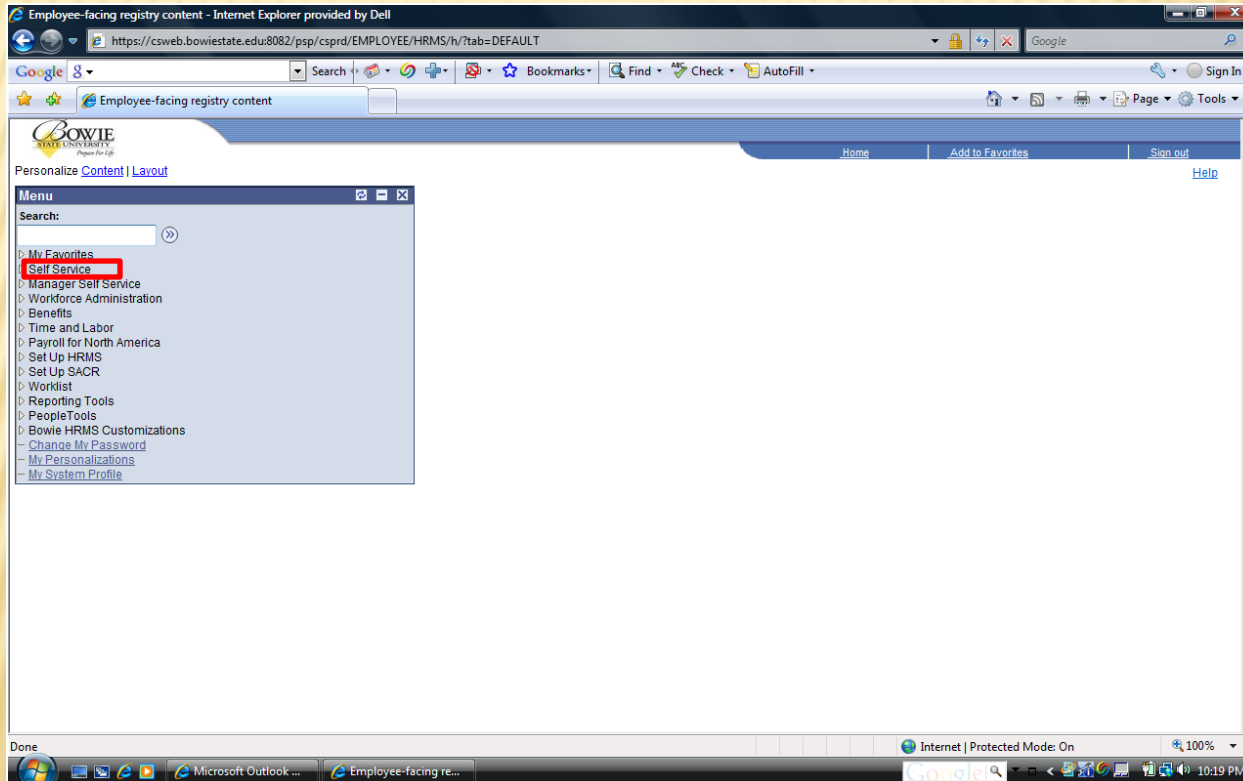 Employee-facing registry content - Internet Explorer provided by Dell
https://csweb.bowiestate.edu:8082/psp/csprd/EMPLOYEE/HRMS/h/?tab=DEFAULT
Google
Google Search Bookmarks Find ABC Check AutoFill Sign In
Employee-facing registry content
Page Tools
BOWIE
STATE UNIVERSITY
Prepare For Life
Home Add to Favorites Sign out
Personalize Content | Layout
Help
Menu
Search:
My Favorites
Self Service
Manager Self Service
Workforce Administration
Benefits
Time and Labor
Payroll for North America
Set Up HRMS
Set Up SACR
Worklist
Reporting Tools
PeopleTools
Bowie HRMS Customizations
Change My Password
My Personalizations
My System Profile
Done
Internet | Protected Mode: On
100%
Microsoft Outlook ...
Employee-facing re...
Google
10:19 PM